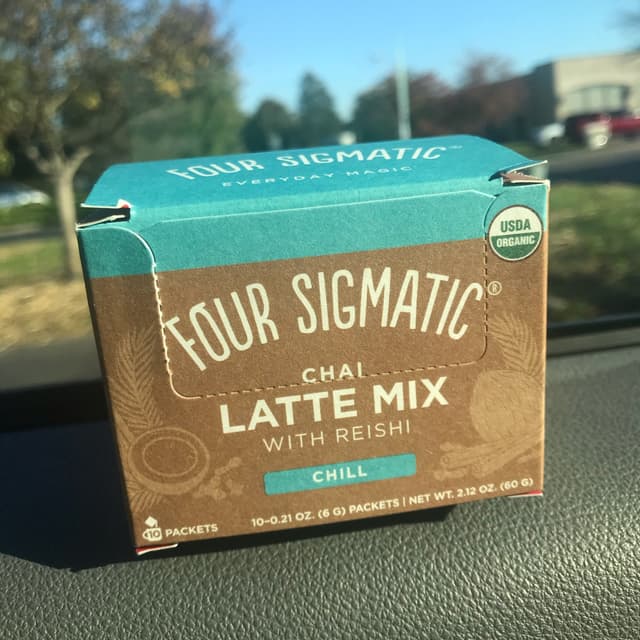 FOUR SIGMATIC™
EVERYDAY MAGIC
USDA
ORGANIC
FOUR SIGMATIC®
CHAI
LATTE MIX
WITH REISHI
CHILL
10 PACKETS
10-0.21 OZ. (6 G) PACKETS | NET WT. 2.12 OZ. (60 G)